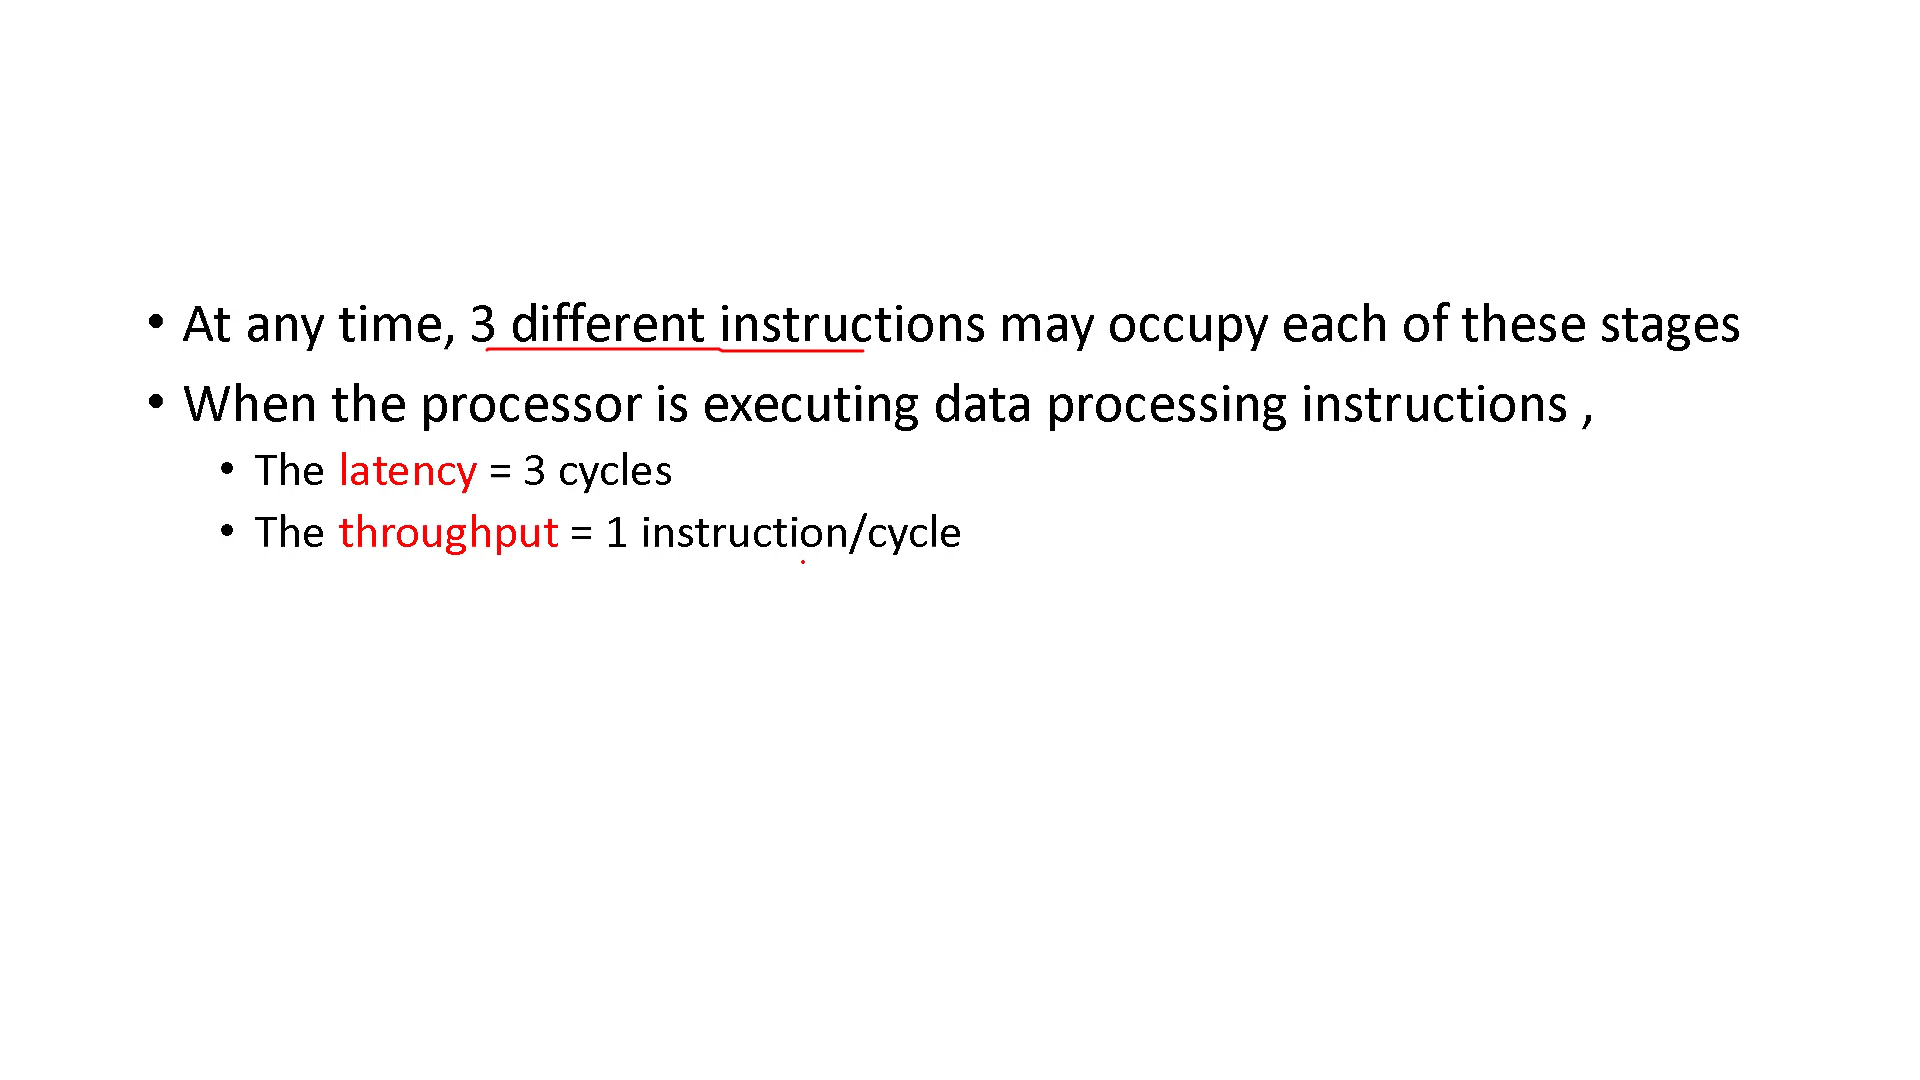 • At any time, 3 different instructions may occupy each of these stages
• When the processor is executing data processing instructions ,
• The latency = 3 cycles
• The throughput = 1 instruction/cycle